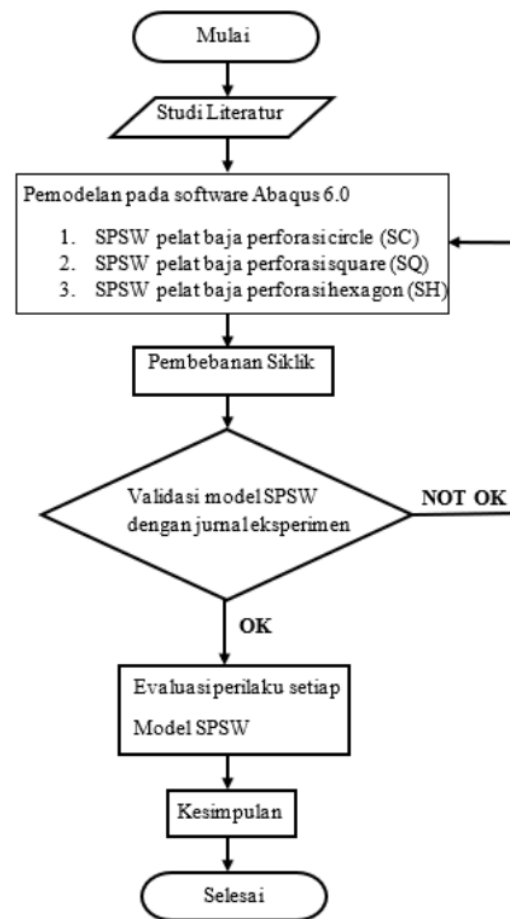 Mulai
Studi Literatur
Pemodelan pada software Abaqus 6.0
1. SPSW pelat baja perforasi circle (SC)
2. SPSW pelat baja perforasi square (SQ)
3. SPSW pelat baja perforasi hexagon (SH)
Pembebanan Siklik
Validasi model SPSW
dengan jurnal eksperimen
NOT OK
OK
Evaluasi perilaku setiap
Model SPSW
Kesimpulan
Selesai